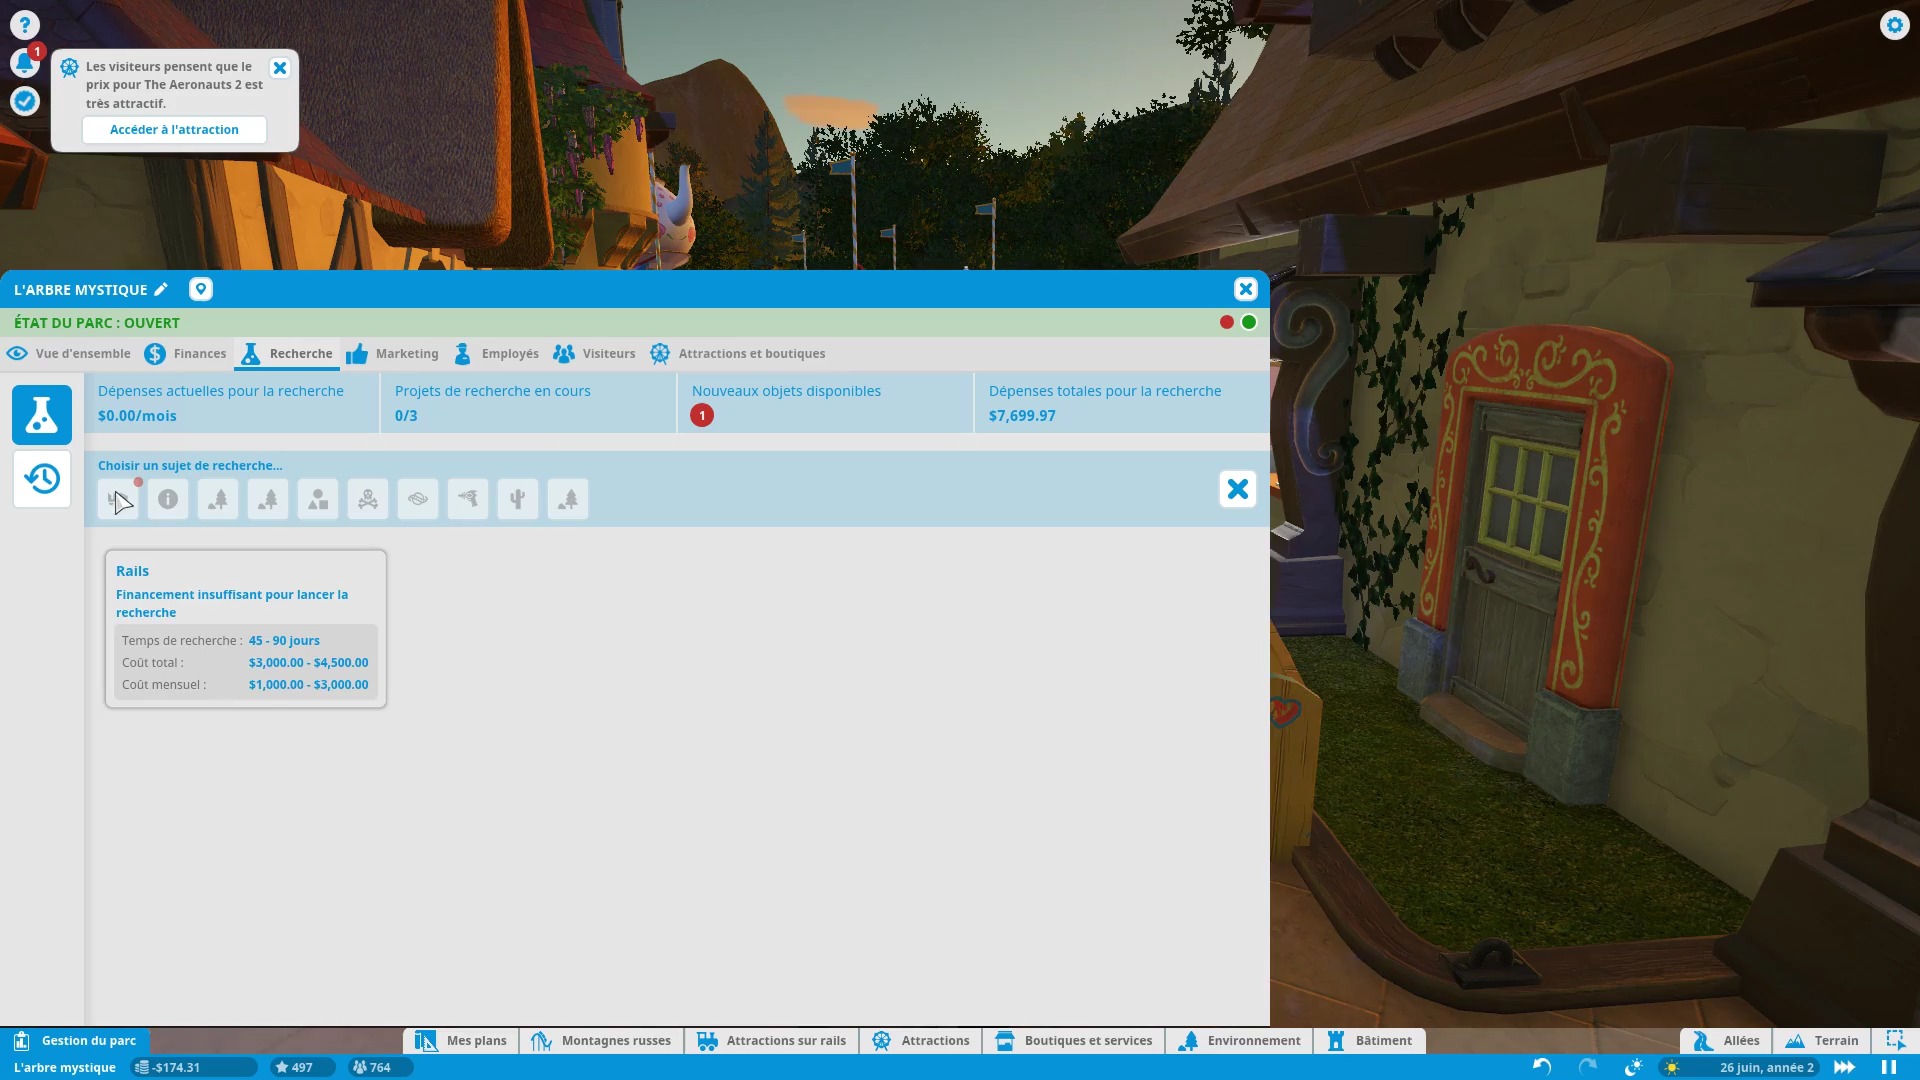 1
Les visiteurs pensent que le
prix pour The Aeronauts 2 est
très attractif.
Accéder à l'attraction
L'ARBRE MYSTIQUE
ÉTAT DU PARC : OUVERT
Vue d'ensemble Finances Recherche Marketing Employés Visiteurs Attractions et boutiques
Dépenses actuelles pour la recherche Projets de recherche en cours Nouveaux objets disponibles Dépenses totales pour la recherche
$0.00/mois 0/3 1 $7,699.97
Choisir un sujet de recherche...
Rails
Financement insuffisant pour lancer la
recherche
Temps de recherche : 45 - 90 jours
Coût total : $3,000.00 - $4,500.00
Coût mensuel : $1,000.00 - $3,000.00
Gestion du parc Mes plans Montagnes russes Attractions sur rails Attractions Boutiques et services Environnement Bâtiment Allées Terrain
L'arbre mystique -$174.31 497 764 26 juin, année 2